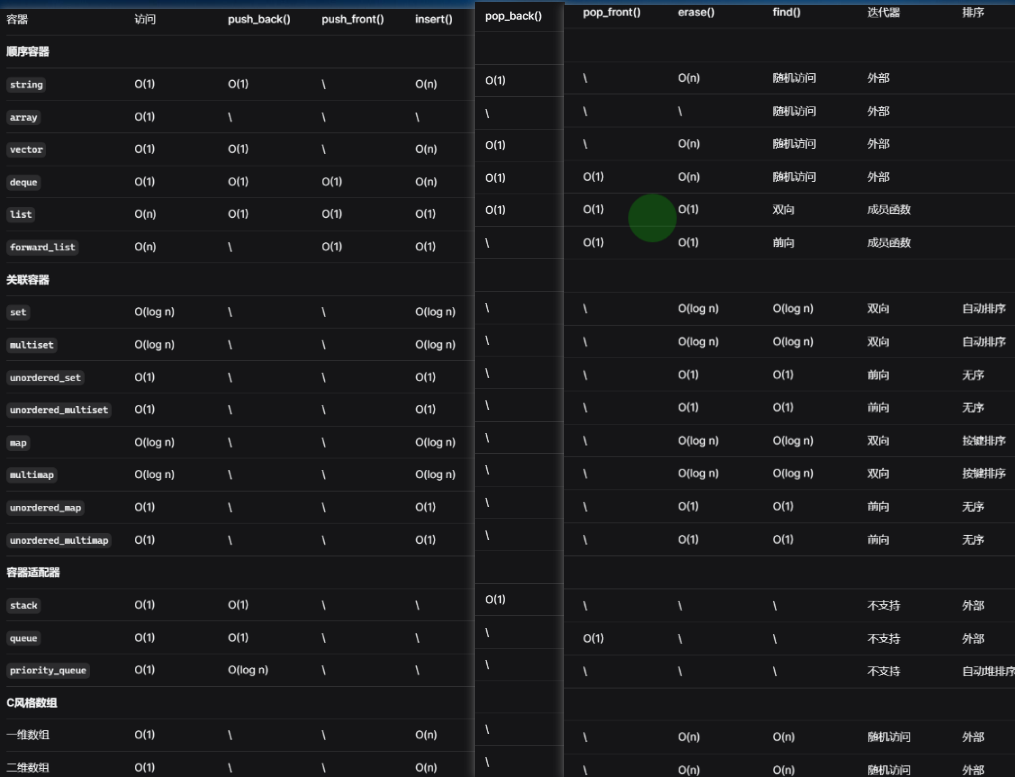 容器 访问 push_back() push_front() insert() pop_back() pop_front() erase() find() 迭代器 排序
顺序容器
string O(1) O(1) \ O(n) O(1) \ O(n) 随机访问 外部
array O(1) \ \ \ \ \ \ 随机访问 外部
vector O(1) O(1) \ O(n) O(1) \ O(n) 随机访问 外部
deque O(1) O(1) O(1) O(n) O(1) O(1) O(n) 随机访问 外部
list O(n) O(1) O(1) O(1) O(1) O(1) O(1) 双向 成员函数
forward_list O(n) \ O(1) O(1) \ O(1) O(1) 前向 成员函数
关联容器
set O(log n) \ \ O(log n) \ \ O(log n) O(log n) 双向 自动排序
multiset O(log n) \ \ O(log n) \ \ O(log n) O(log n) 双向 自动排序
unordered_set O(1) \ \ O(1) \ \ O(1) O(1) 前向 无序
unordered_multiset O(1) \ \ O(1) \ \ O(1) O(1) 前向 无序
map O(log n) \ \ O(log n) \ \ O(log n) O(log n) 双向 按键排序
multimap O(log n) \ \ O(log n) \ \ O(log n) O(log n) 双向 按键排序
unordered_map O(1) \ \ O(1) \ \ O(1) O(1) 前向 无序
unordered_multimap O(1) \ \ O(1) \ \ O(1) O(1) 前向 无序
容器适配器
stack O(1) O(1) \ \ O(1) \ \ \ 不支持 外部
queue O(1) O(1) \ \ \ O(1) \ \ 不支持 外部
priority_queue O(1) O(log n) \ \ \ \ \ \ 不支持 自动堆排序
C风格数组
一维数组 O(1) \ \ O(n) \ \ O(n) O(n) 随机访问 外部
二维数组 O(1) \ \ O(n) \ \ O(n) O(n) 随机访问 外部